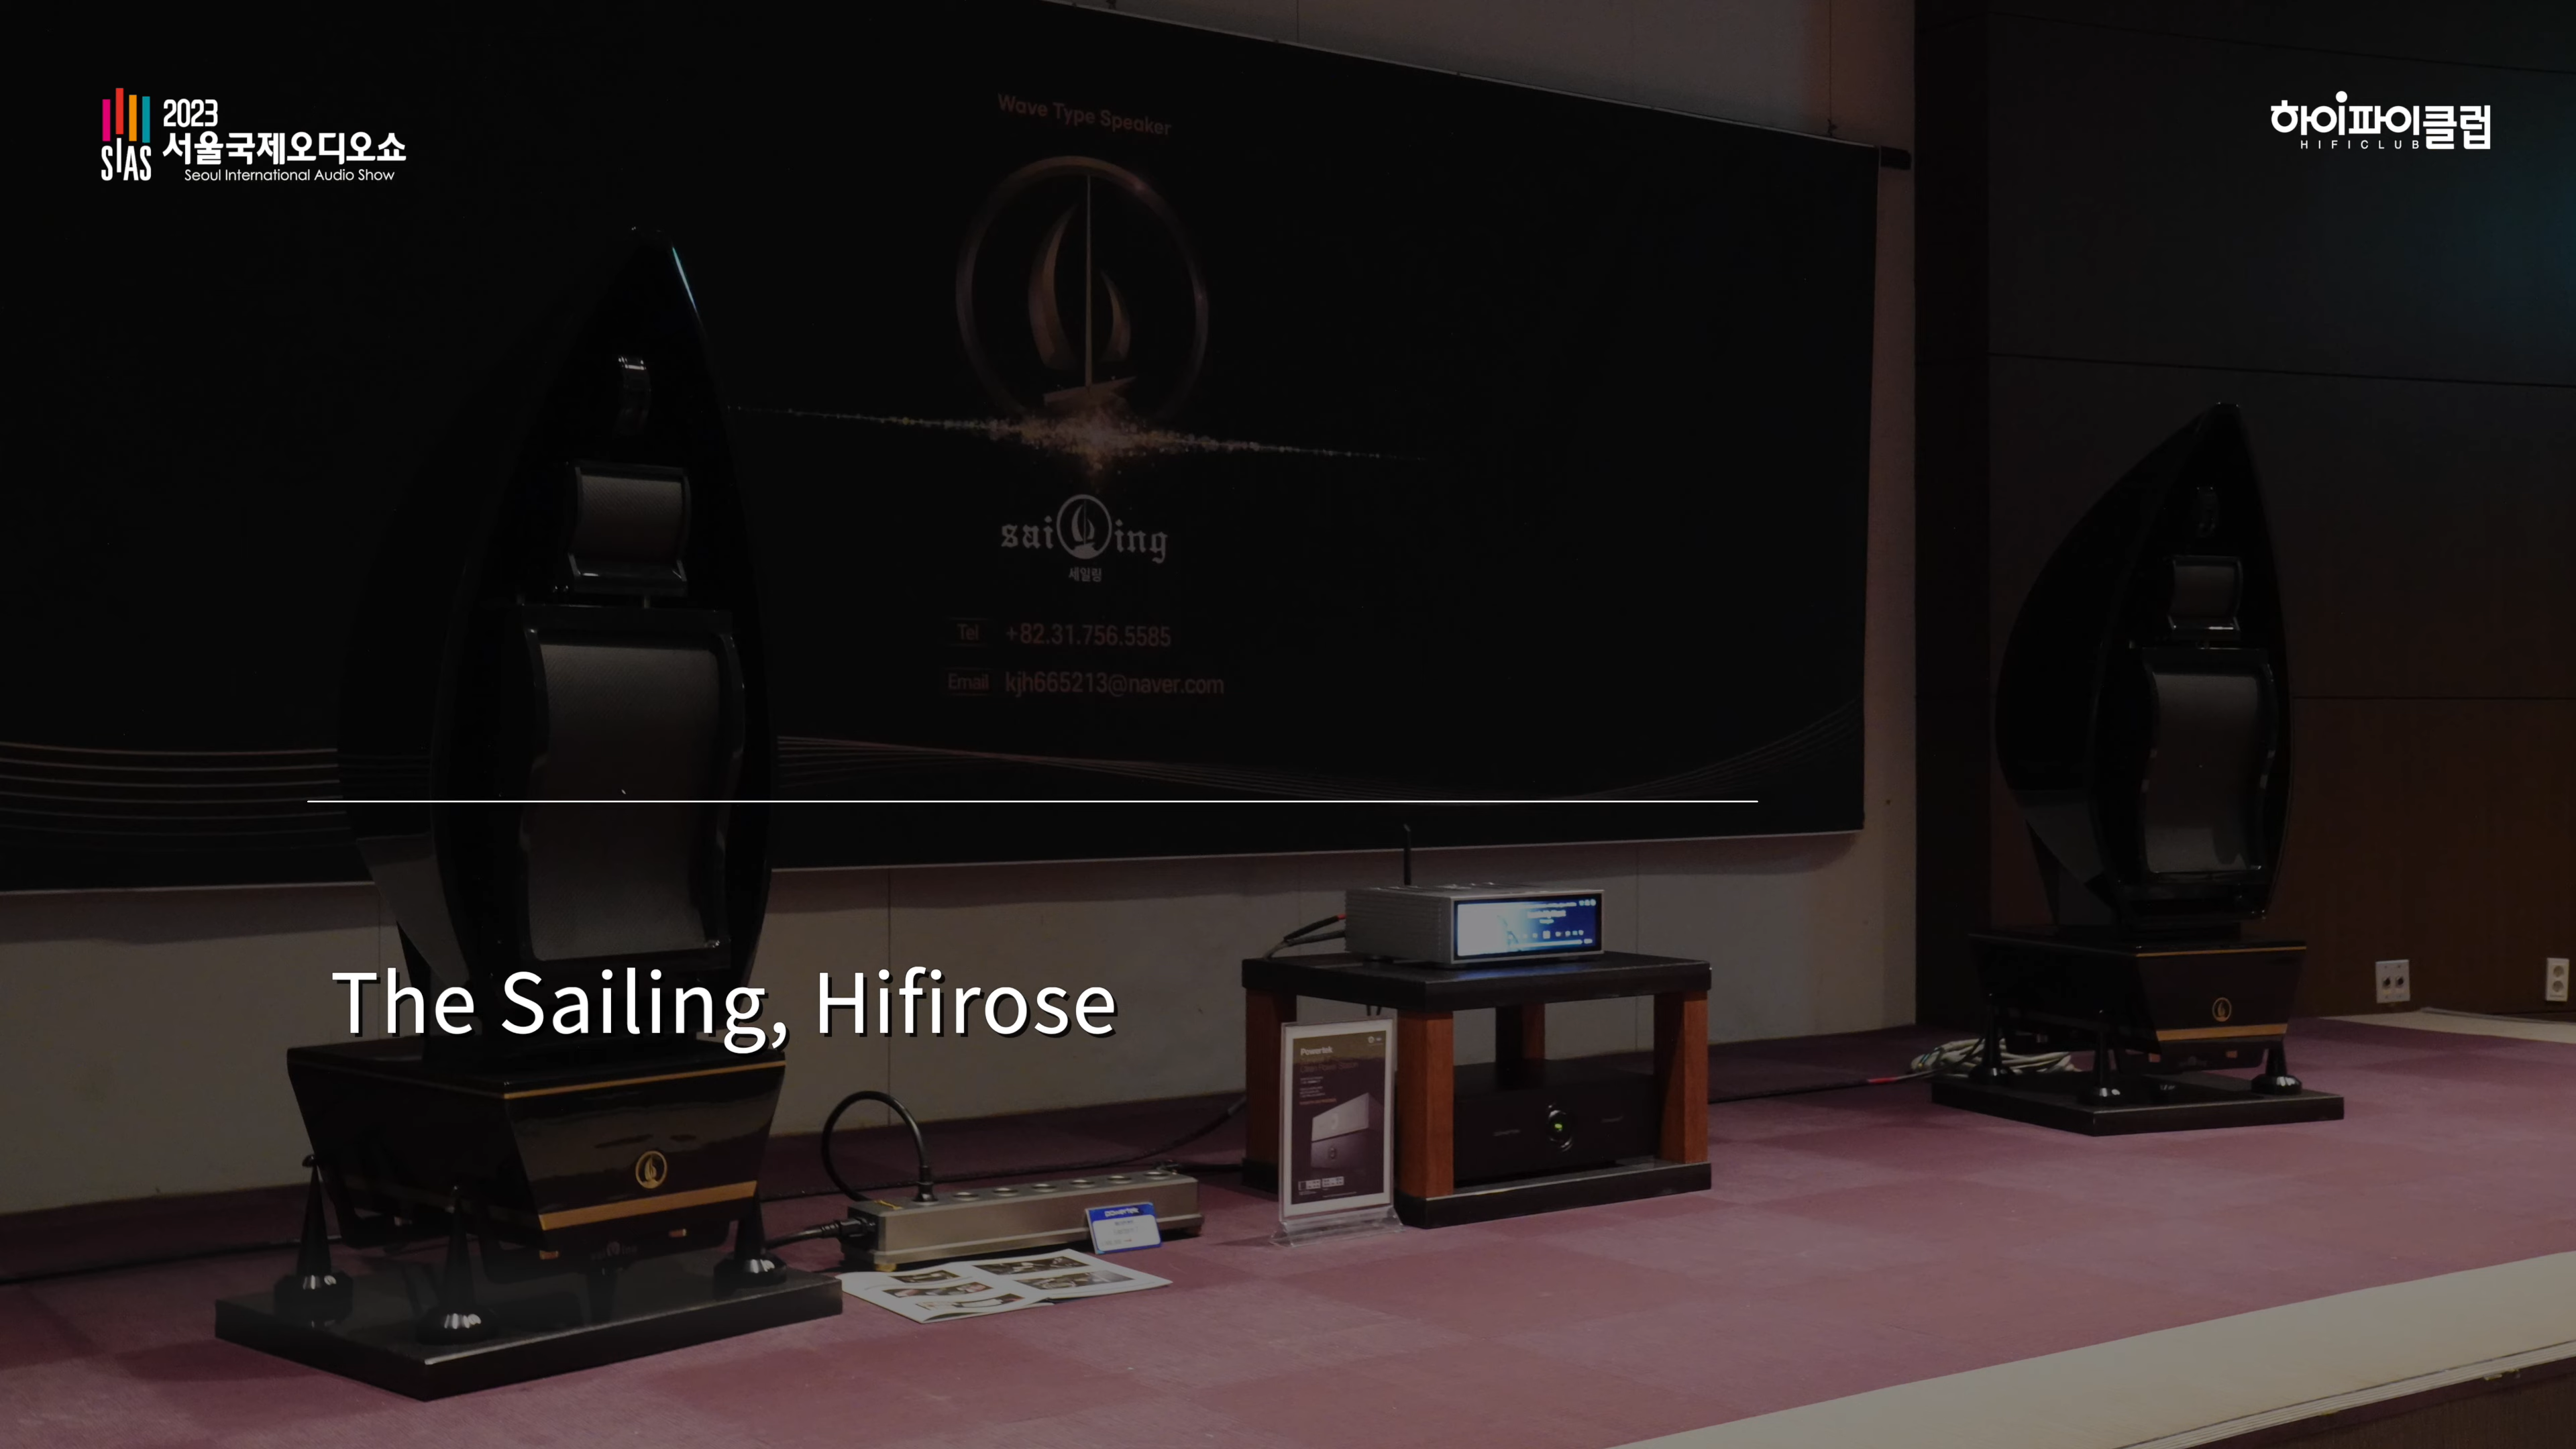 2023
SIAS
서울국제오디오쇼
Seoul International Audio Show
하이파이클럽
HIFICLUB
Wave Type Speaker
sailing
세일링
Tel +82.31.756.5585
Email kjh665213@naver.com
The Sailing, Hifirose
Powertek
powertek